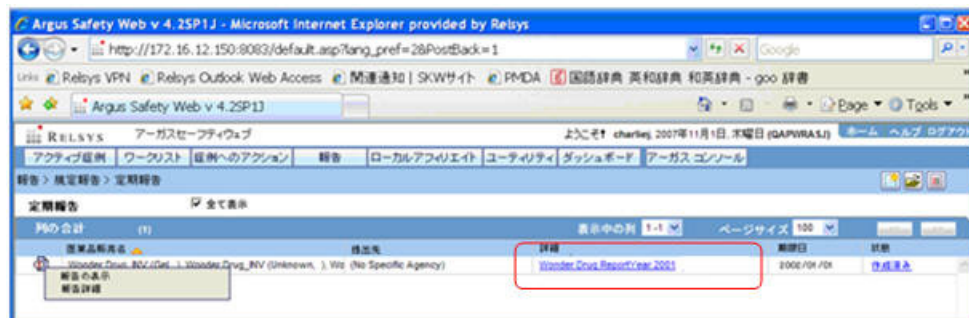 Argus Safety Web v 4.2SP1J - Microsoft Internet Explorer provided by Relsys
http://172.16.12.150:8083/default.asp?lang_pref=2&PostBack=1
Google
Links Relsys VPN Relsys Outlook Web Access 関連通知 | SKWサイト PMDA 国語辞典 英和辞典 和英辞典 - goo 辞書
Argus Safety Web v 4.2SP1J
Page Tools
RELSYS アーガスセーフティウェブ ようこそ! charliej, 2007年11月1日, 木曜日 ホーム ヘルプ ログアウト
アクティブ症例 ワークリスト 症例へのアクション 報告 ローカルアフィリエイト ユーティリティ ダッシュボード アーガス コンソール
報告 > 規定報告 > 定期報告
定期報告 全て表示
列の合計 (1) 表示中の列 1-1 ページサイズ 100
医薬品販売名 提出先 詳細 期限日 状態
Wonder Drug_INV (Unknown, ), Wo (No Specific Agency) Wonder Drug ReportYear 2001 2002/01/01 作成済み
報告の表示
報告詳細